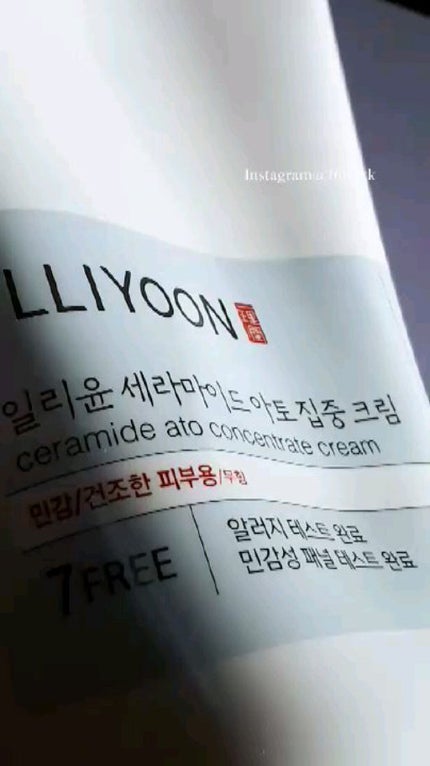 Instagram
LLIYOON
일리윤 세라마이드 아토 집중 크림
ceramide ato concentrate cream
민감/건조한 피부용/무향
7FREE
알러지 테스트 완료
민감성 패널 테스트 완료